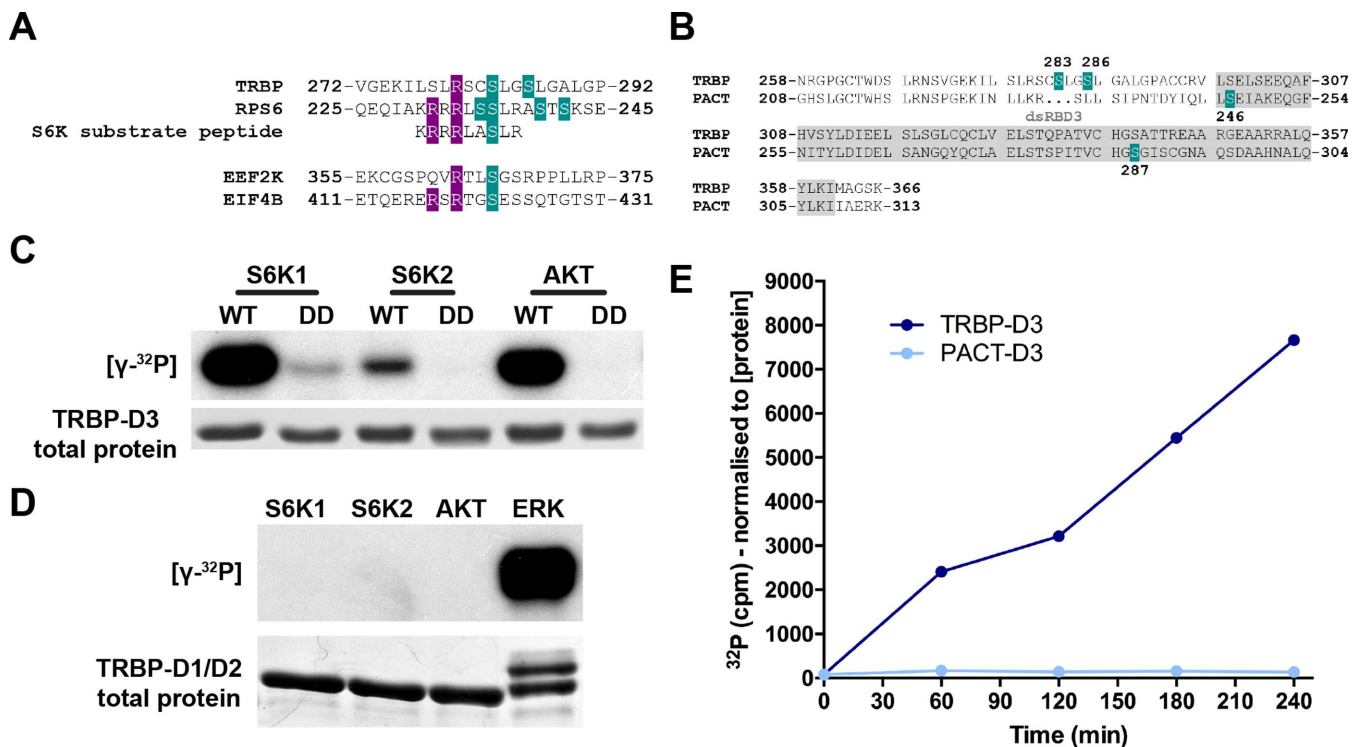 A
TRBP 272-VGEKILSLRSCSLGSLGALGP-292
RPS6 225-QEQIAKRRRLSSLRASTSKSE-245
S6K substrate peptide KRRRLASLR
EEF2K 355-EKCGSPQVRTLSGSRPPLLRP-375
EIF4B 411-ETQERERSRTGSESSQTGTST-431
B
283 286
TRBP 258-NRGPGCTWDS LRNSVGEKIL SLRSCSLGSL GALGPACCRV LSELSEEQAF-307
PACT 208-GHSLGCTWHS LRNSPGEKIN LLKR...SLL SIPNTDYIQL LSEIAKEQGF-254
dsRBD3 246
TRBP 308-HVSYLDIEEL SLSGLCQCLV ELSTQPATVC HGSATTREAA RGEAARRALQ-357
PACT 255-NITYLDIDEL SANGQYQCLA ELSTSPITVC HGSGISCGNA QSDAAHNALQ-304
287
TRBP 358-YLKIMAGSK-366
PACT 305-YLKIIAERK-313
C
S6K1 S6K2 AKT
WT DD WT DD WT DD
[γ-³²P]
TRBP-D3
total protein
D
S6K1 S6K2 AKT ERK
[γ-³²P]
TRBP-D1/D2
total protein
E
³²P (cpm) - normalised to [protein]
9000
8000
7000
6000
5000
4000
3000
2000
1000
0
TRBP-D3
PACT-D3
0 30 60 90 120 150 180 210 240
Time (min)